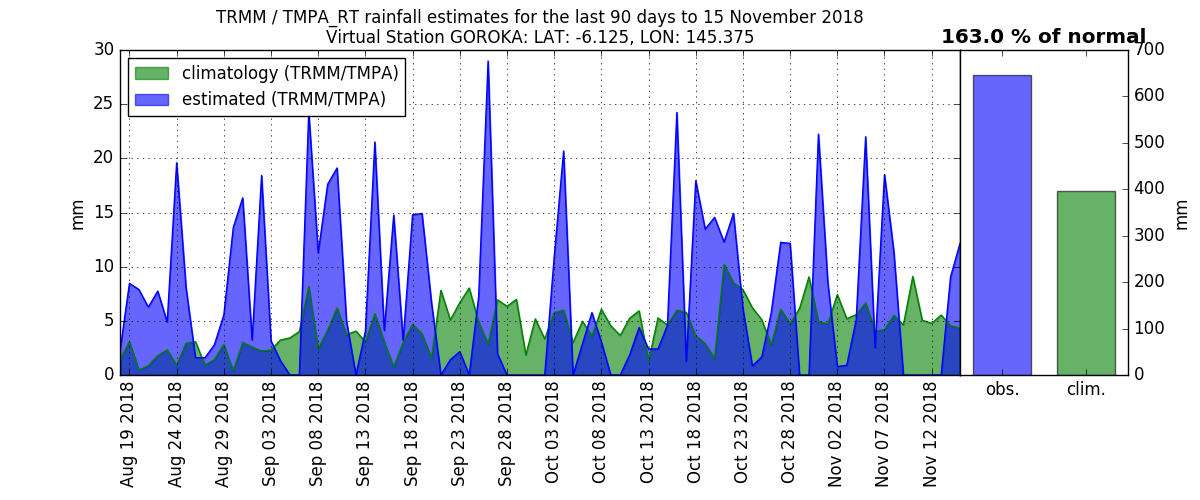 TRMM / TMPA_RT rainfall estimates for the last 90 days to 15 November 2018
Virtual Station GOROKA: LAT: -6.125, LON: 145.375
163.0 % of normal
climatology (TRMM/TMPA)
estimated (TRMM/TMPA)
30
25
20
15
10
5
0
mm
700
600
500
400
300
200
100
0
mm
obs.
clim.
Aug 19 2018
Aug 24 2018
Aug 29 2018
Sep 03 2018
Sep 08 2018
Sep 13 2018
Sep 18 2018
Sep 23 2018
Sep 28 2018
Oct 03 2018
Oct 08 2018
Oct 13 2018
Oct 18 2018
Oct 23 2018
Oct 28 2018
Nov 02 2018
Nov 07 2018
Nov 12 2018